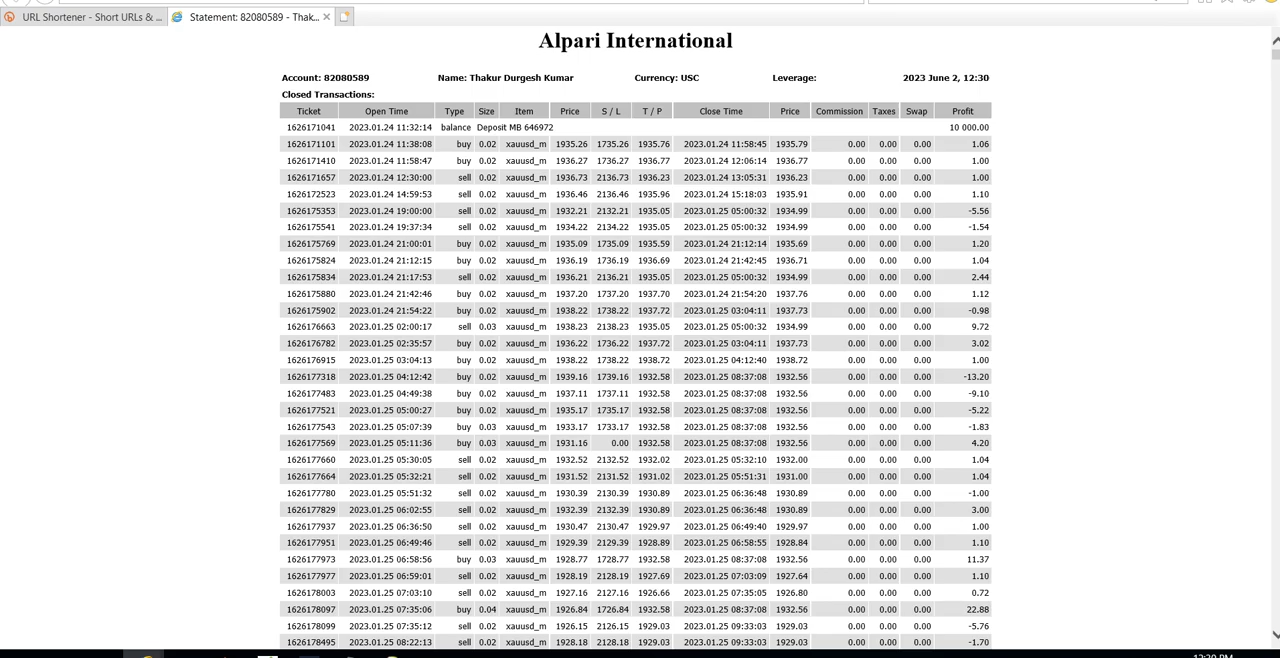 URL Shortener - Short URLs & ...
Statement: 82080589 - Thak...
Alpari International
Account: 82080589 Name: Thakur Durgesh Kumar Currency: USC Leverage: 2023 June 2, 12:30
Closed Transactions:
Ticket Open Time Type Size Item Price S / L T / P Close Time Price Commission Taxes Swap Profit
1626171041 2023.01.24 11:32:14 balance Deposit MB 646972 10 000.00
1626171101 2023.01.24 11:38:08 buy 0.02 xauusd_m 1935.26 1735.26 1935.76 2023.01.24 11:58:45 1935.79 0.00 0.00 0.00 1.06
1626171410 2023.01.24 11:58:47 buy 0.02 xauusd_m 1936.27 1736.27 1936.77 2023.01.24 12:06:14 1936.77 0.00 0.00 0.00 1.00
1626171657 2023.01.24 12:30:00 sell 0.02 xauusd_m 1936.73 2136.73 1936.23 2023.01.24 13:05:31 1936.23 0.00 0.00 0.00 1.00
1626172523 2023.01.24 14:59:53 sell 0.02 xauusd_m 1936.46 2136.46 1935.96 2023.01.24 15:18:03 1935.91 0.00 0.00 0.00 1.10
1626175353 2023.01.24 19:00:00 sell 0.02 xauusd_m 1932.21 2132.21 1935.05 2023.01.25 05:00:32 1934.99 0.00 0.00 0.00 -5.56
1626175541 2023.01.24 19:37:34 sell 0.02 xauusd_m 1934.22 2134.22 1935.05 2023.01.25 05:00:32 1934.99 0.00 0.00 0.00 -1.54
1626175769 2023.01.24 21:00:01 buy 0.02 xauusd_m 1935.09 1735.09 1935.59 2023.01.24 21:12:14 1935.69 0.00 0.00 0.00 1.20
1626175824 2023.01.24 21:12:15 buy 0.02 xauusd_m 1936.19 1736.19 1936.69 2023.01.24 21:42:45 1936.71 0.00 0.00 0.00 1.04
1626175834 2023.01.24 21:17:53 sell 0.02 xauusd_m 1936.21 2136.21 1935.05 2023.01.25 05:00:32 1934.99 0.00 0.00 0.00 2.44
1626175880 2023.01.24 21:42:46 buy 0.02 xauusd_m 1937.20 1737.20 1937.70 2023.01.24 21:54:20 1937.76 0.00 0.00 0.00 1.12
1626175902 2023.01.24 21:54:22 buy 0.02 xauusd_m 1938.22 1738.22 1937.72 2023.01.25 03:04:11 1937.73 0.00 0.00 0.00 -0.98
1626176663 2023.01.25 02:00:17 sell 0.03 xauusd_m 1938.23 2138.23 1935.05 2023.01.25 05:00:32 1934.99 0.00 0.00 0.00 9.72
1626176782 2023.01.25 02:35:57 buy 0.02 xauusd_m 1936.22 1736.22 1937.72 2023.01.25 03:04:11 1937.73 0.00 0.00 0.00 3.02
1626176915 2023.01.25 03:04:13 buy 0.02 xauusd_m 1938.22 1738.22 1938.72 2023.01.25 04:12:40 1938.72 0.00 0.00 0.00 1.00
1626177318 2023.01.25 04:12:42 buy 0.02 xauusd_m 1939.16 1739.16 1932.58 2023.01.25 08:37:08 1932.56 0.00 0.00 0.00 -13.20
1626177483 2023.01.25 04:49:38 buy 0.02 xauusd_m 1937.11 1737.11 1932.58 2023.01.25 08:37:08 1932.56 0.00 0.00 0.00 -9.10
1626177521 2023.01.25 05:00:27 buy 0.02 xauusd_m 1935.17 1735.17 1932.58 2023.01.25 08:37:08 1932.56 0.00 0.00 0.00 -5.22
1626177543 2023.01.25 05:07:39 buy 0.03 xauusd_m 1933.17 1733.17 1932.58 2023.01.25 08:37:08 1932.56 0.00 0.00 0.00 -1.83
1626177569 2023.01.25 05:11:36 buy 0.03 xauusd_m 1931.16 0.00 1932.58 2023.01.25 08:37:08 1932.56 0.00 0.00 0.00 4.20
1626177660 2023.01.25 05:30:05 sell 0.02 xauusd_m 1932.52 2132.52 1932.02 2023.01.25 05:32:10 1932.00 0.00 0.00 0.00 1.04
1626177664 2023.01.25 05:32:21 sell 0.02 xauusd_m 1931.52 2131.52 1931.02 2023.01.25 05:51:31 1931.00 0.00 0.00 0.00 1.04
1626177780 2023.01.25 05:51:32 sell 0.02 xauusd_m 1930.39 2130.39 1930.89 2023.01.25 06:36:48 1930.89 0.00 0.00 0.00 -1.00
1626177829 2023.01.25 06:02:55 sell 0.02 xauusd_m 1932.39 2132.39 1930.89 2023.01.25 06:36:48 1930.89 0.00 0.00 0.00 3.00
1626177937 2023.01.25 06:36:50 sell 0.02 xauusd_m 1930.47 2130.47 1929.97 2023.01.25 06:49:40 1929.97 0.00 0.00 0.00 1.00
1626177951 2023.01.25 06:49:46 sell 0.02 xauusd_m 1929.39 2129.39 1928.89 2023.01.25 06:58:55 1928.84 0.00 0.00 0.00 1.10
1626177973 2023.01.25 06:58:56 buy 0.03 xauusd_m 1928.77 1728.77 1932.58 2023.01.25 08:37:08 1932.56 0.00 0.00 0.00 11.37
1626177977 2023.01.25 06:59:01 sell 0.02 xauusd_m 1928.19 2128.19 1927.69 2023.01.25 07:03:09 1927.64 0.00 0.00 0.00 1.10
1626178003 2023.01.25 07:03:10 sell 0.02 xauusd_m 1927.16 2127.16 1926.66 2023.01.25 07:35:05 1926.80 0.00 0.00 0.00 0.72
1626178097 2023.01.25 07:35:06 buy 0.04 xauusd_m 1926.84 1726.84 1932.58 2023.01.25 08:37:08 1932.56 0.00 0.00 0.00 22.88
1626178099 2023.01.25 07:35:12 sell 0.02 xauusd_m 1926.15 2126.15 1929.03 2023.01.25 09:33:03 1929.03 0.00 0.00 0.00 -5.76
1626178495 2023.01.25 08:22:13 sell 0.02 xauusd_m 1928.18 2128.18 1929.03 2023.01.25 09:33:03 1929.03 0.00 0.00 0.00 -1.70